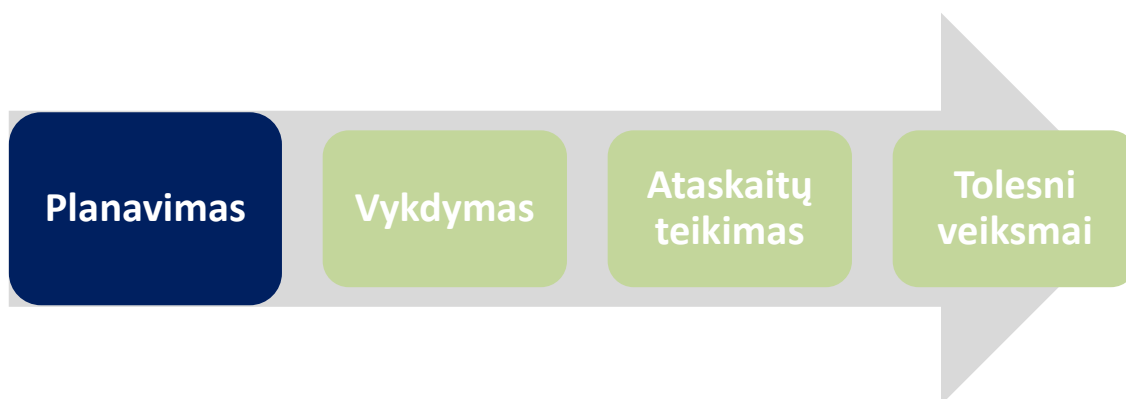 Planavimas
Vykdymas
Ataskaitų
teikimas
Tolesni
veiksmai